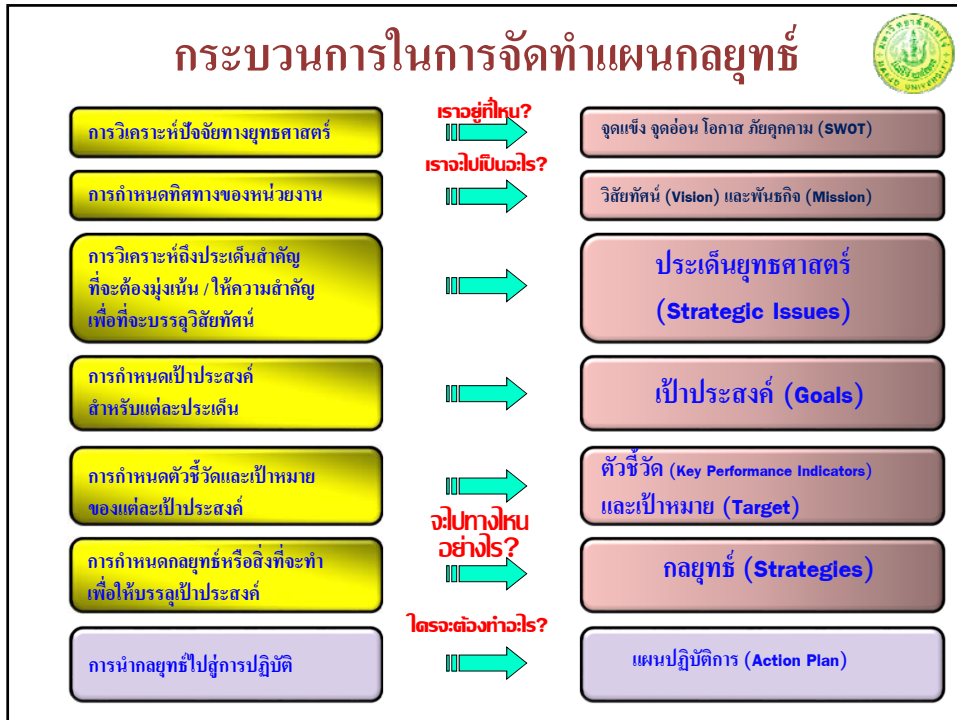 กระบวนการในการจัดทำแผนกลยุทธ์
มหาวิทยาลัยแม่โจ้
MAEJO UNIVERSITY
การวิเคราะห์ปัจจัยทางยุทธศาสตร์
เราอยู่ที่ไหน?
จุดแข็ง จุดอ่อน โอกาส ภัยคุกคาม (SWOT)
เราจะไปเป็นอะไร?
การกำหนดทิศทางของหน่วยงาน
วิสัยทัศน์ (Vision) และพันธกิจ (Mission)
การวิเคราะห์ถึงประเด็นสำคัญ
ที่จะต้องมุ่งเน้น / ให้ความสำคัญ
เพื่อที่จะบรรลุวิสัยทัศน์
ประเด็นยุทธศาสตร์
(Strategic Issues)
การกำหนดเป้าประสงค์
สำหรับแต่ละประเด็น
เป้าประสงค์ (Goals)
การกำหนดตัวชี้วัดและเป้าหมาย
ของแต่ละเป้าประสงค์
ตัวชี้วัด (Key Performance Indicators)
และเป้าหมาย (Target)
จะไปทางไหน
อย่างไร?
การกำหนดกลยุทธ์หรือสิ่งที่จะทำ
เพื่อให้บรรลุเป้าประสงค์
กลยุทธ์ (Strategies)
ใครจะต้องทำอะไร?
การนำกลยุทธ์ไปสู่การปฏิบัติ
แผนปฏิบัติการ (Action Plan)